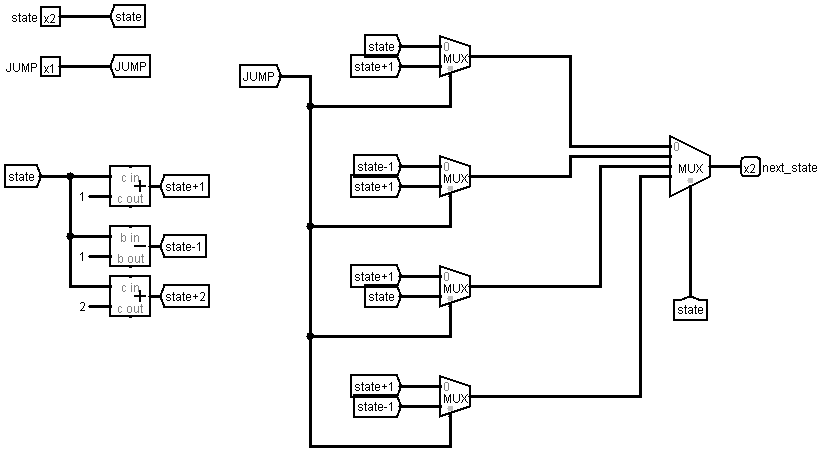 state x2 state
JUMP x1 JUMP
state
c in
1 + c out
state+1
b in
1 − b out
state-1
c in
2 + c out
state+2
JUMP
state 0
state+1 MUX
state-1 0
state+1 MUX
state+1 0
state MUX
state+1 0
state-1 MUX
0
MUX
x2 next_state
state